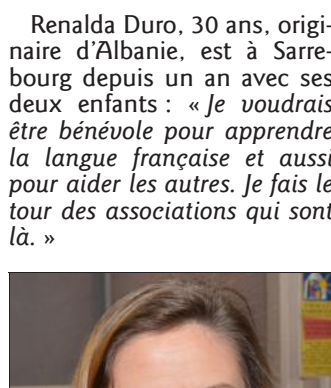 Renalda Duro, 30 ans, origi-
naire d'Albanie, est à Sarre-
bourg depuis un an avec ses
deux enfants : « Je voudrais
être bénévole pour apprendre
la langue française et aussi
pour aider les autres. Je fais le
tour des associations qui sont
là. »